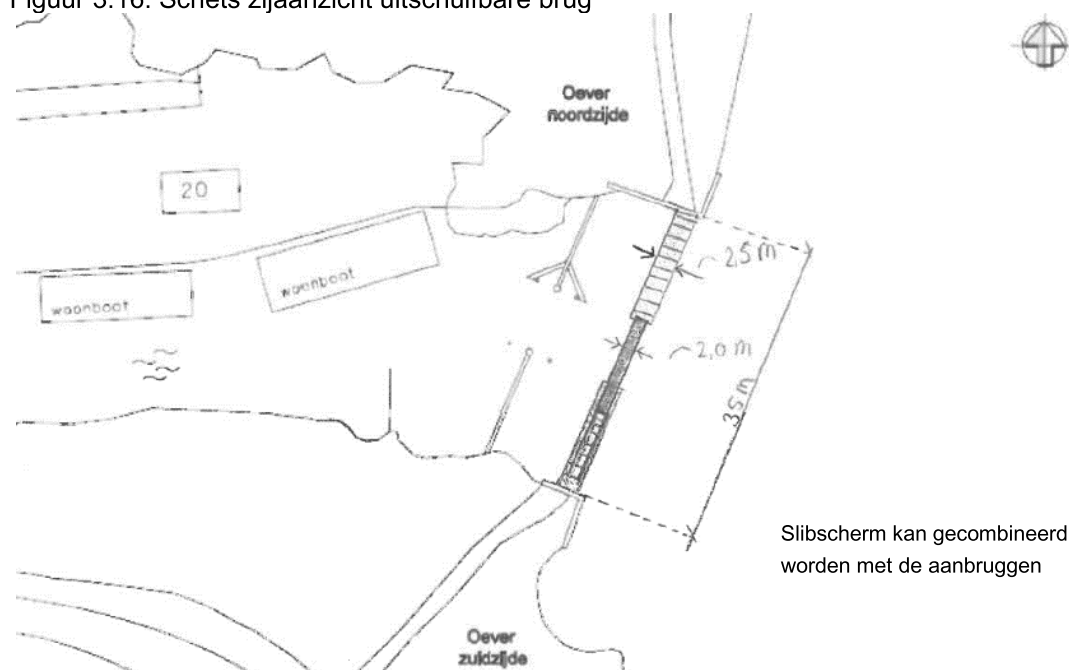 Figuur 3.16: Schets zijaanzicht uitschuifbare brug
Oever
noordzijde
20
woonboot
woonboot
2,5 m
2,0 m
35 m
Slibscherm kan gecombineerd
worden met de aanbruggen
Oever
zuidzijde